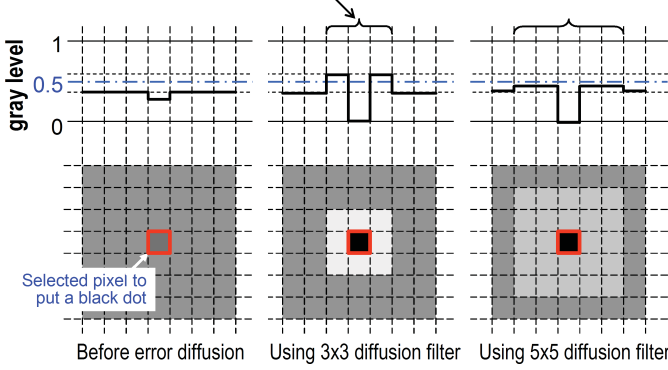 gray level
1
0.5
0
Selected pixel to
put a black dot
Before error diffusion
Using 3x3 diffusion filter
Using 5x5 diffusion filter